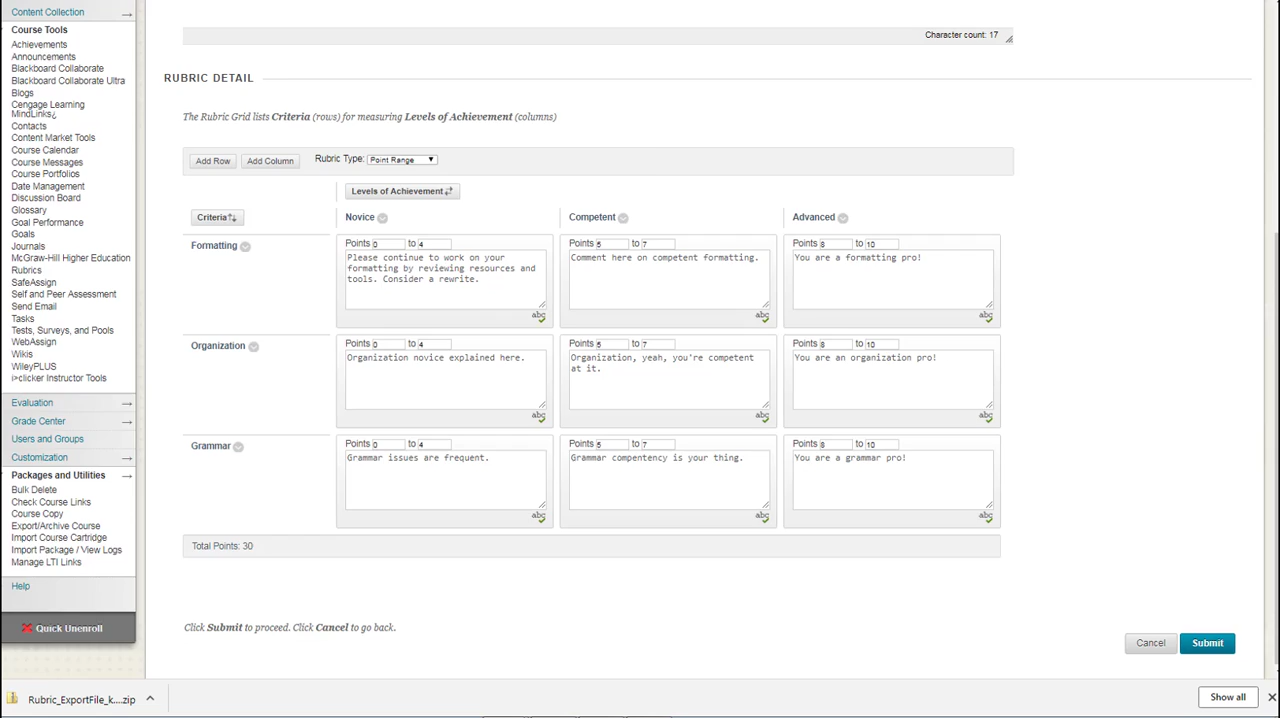 Content Collection
Course Tools
Achievements
Announcements
Blackboard Collaborate
Blackboard Collaborate Ultra
Blogs
Cengage Learning
MindLinks¿
Contacts
Content Market Tools
Course Calendar
Course Messages
Course Portfolios
Date Management
Discussion Board
Glossary
Goal Performance
Goals
Journals
McGraw-Hill Higher Education
Rubrics
SafeAssign
Self and Peer Assessment
Send Email
Tasks
Tests, Surveys, and Pools
WebAssign
Wikis
WileyPLUS
i>clicker Instructor Tools
Evaluation
Grade Center
Users and Groups
Customization
Packages and Utilities
Bulk Delete
Check Course Links
Course Copy
Export/Archive Course
Import Course Cartridge
Import Package / View Logs
Manage LTI Links
Help
Quick Unenroll
Character count: 17
RUBRIC DETAIL
The Rubric Grid lists Criteria (rows) for measuring Levels of Achievement (columns)
Add Row Add Column Rubric Type: Point Range
Levels of Achievement
Criteria Novice Competent Advanced
Formatting
Points 0 to 4
Please continue to work on your
formatting by reviewing resources and
tools. Consider a rewrite.
abc
Points 5 to 7
Comment here on competent formatting.
abc
Points 8 to 10
You are a formatting pro!
abc
Organization
Points 0 to 4
Organization novice explained here.
abc
Points 5 to 7
Organization, yeah, you're competent
at it.
abc
Points 8 to 10
You are an organization pro!
abc
Grammar
Points 0 to 4
Grammar issues are frequent.
abc
Points 5 to 7
Grammar compentency is your thing.
abc
Points 8 to 10
You are a grammar pro!
abc
Total Points: 30
Click Submit to proceed. Click Cancel to go back.
Cancel Submit
Rubric_ExportFile_k....zip
Show all